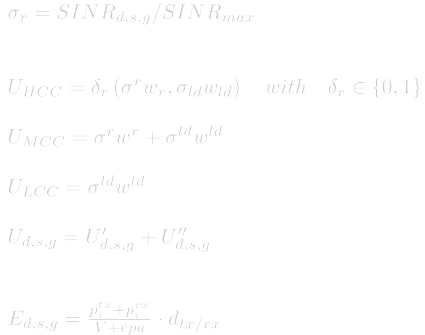 σ_r = SINR_{d,s,g}/SINR_{max}
U_{HCC} = δ_r (σ^r w_r, σ_{ld} w_{ld}) with δ_r ∈ {0,1}
U_{MCC} = σ^r w^r + σ^{ld} w^{ld}
U_{LCC} = σ^{ld} w^{ld}
U_{d,s,g} = U'_{d,s,g} + U''_{d,s,g}
E_{d,s,g} = \frac{p_i^{tx} + p_i^{rx}}{V + epa} · d_{tx/rx}